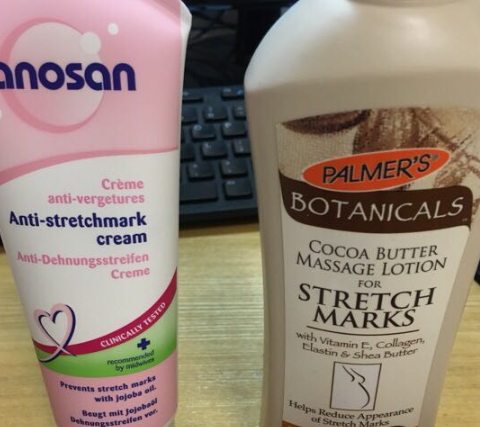 anosan
Crème
anti-vergetures
Anti-stretchmark
cream
Anti-Dehnungsstreifen
Creme
CLINICALLY TESTED
recommended
by midwives
Prevents stretch marks
with jojoba oil.
Beugt mit Jojobaöl
Dehnungsstreifen vor.
PALMER'S
BOTANICALS
COCOA BUTTER
MASSAGE LOTION
FOR
STRETCH
MARKS
with Vitamin E, Collagen,
Elastin & Shea Butter
Helps Reduce Appearance
of Stretch Marks